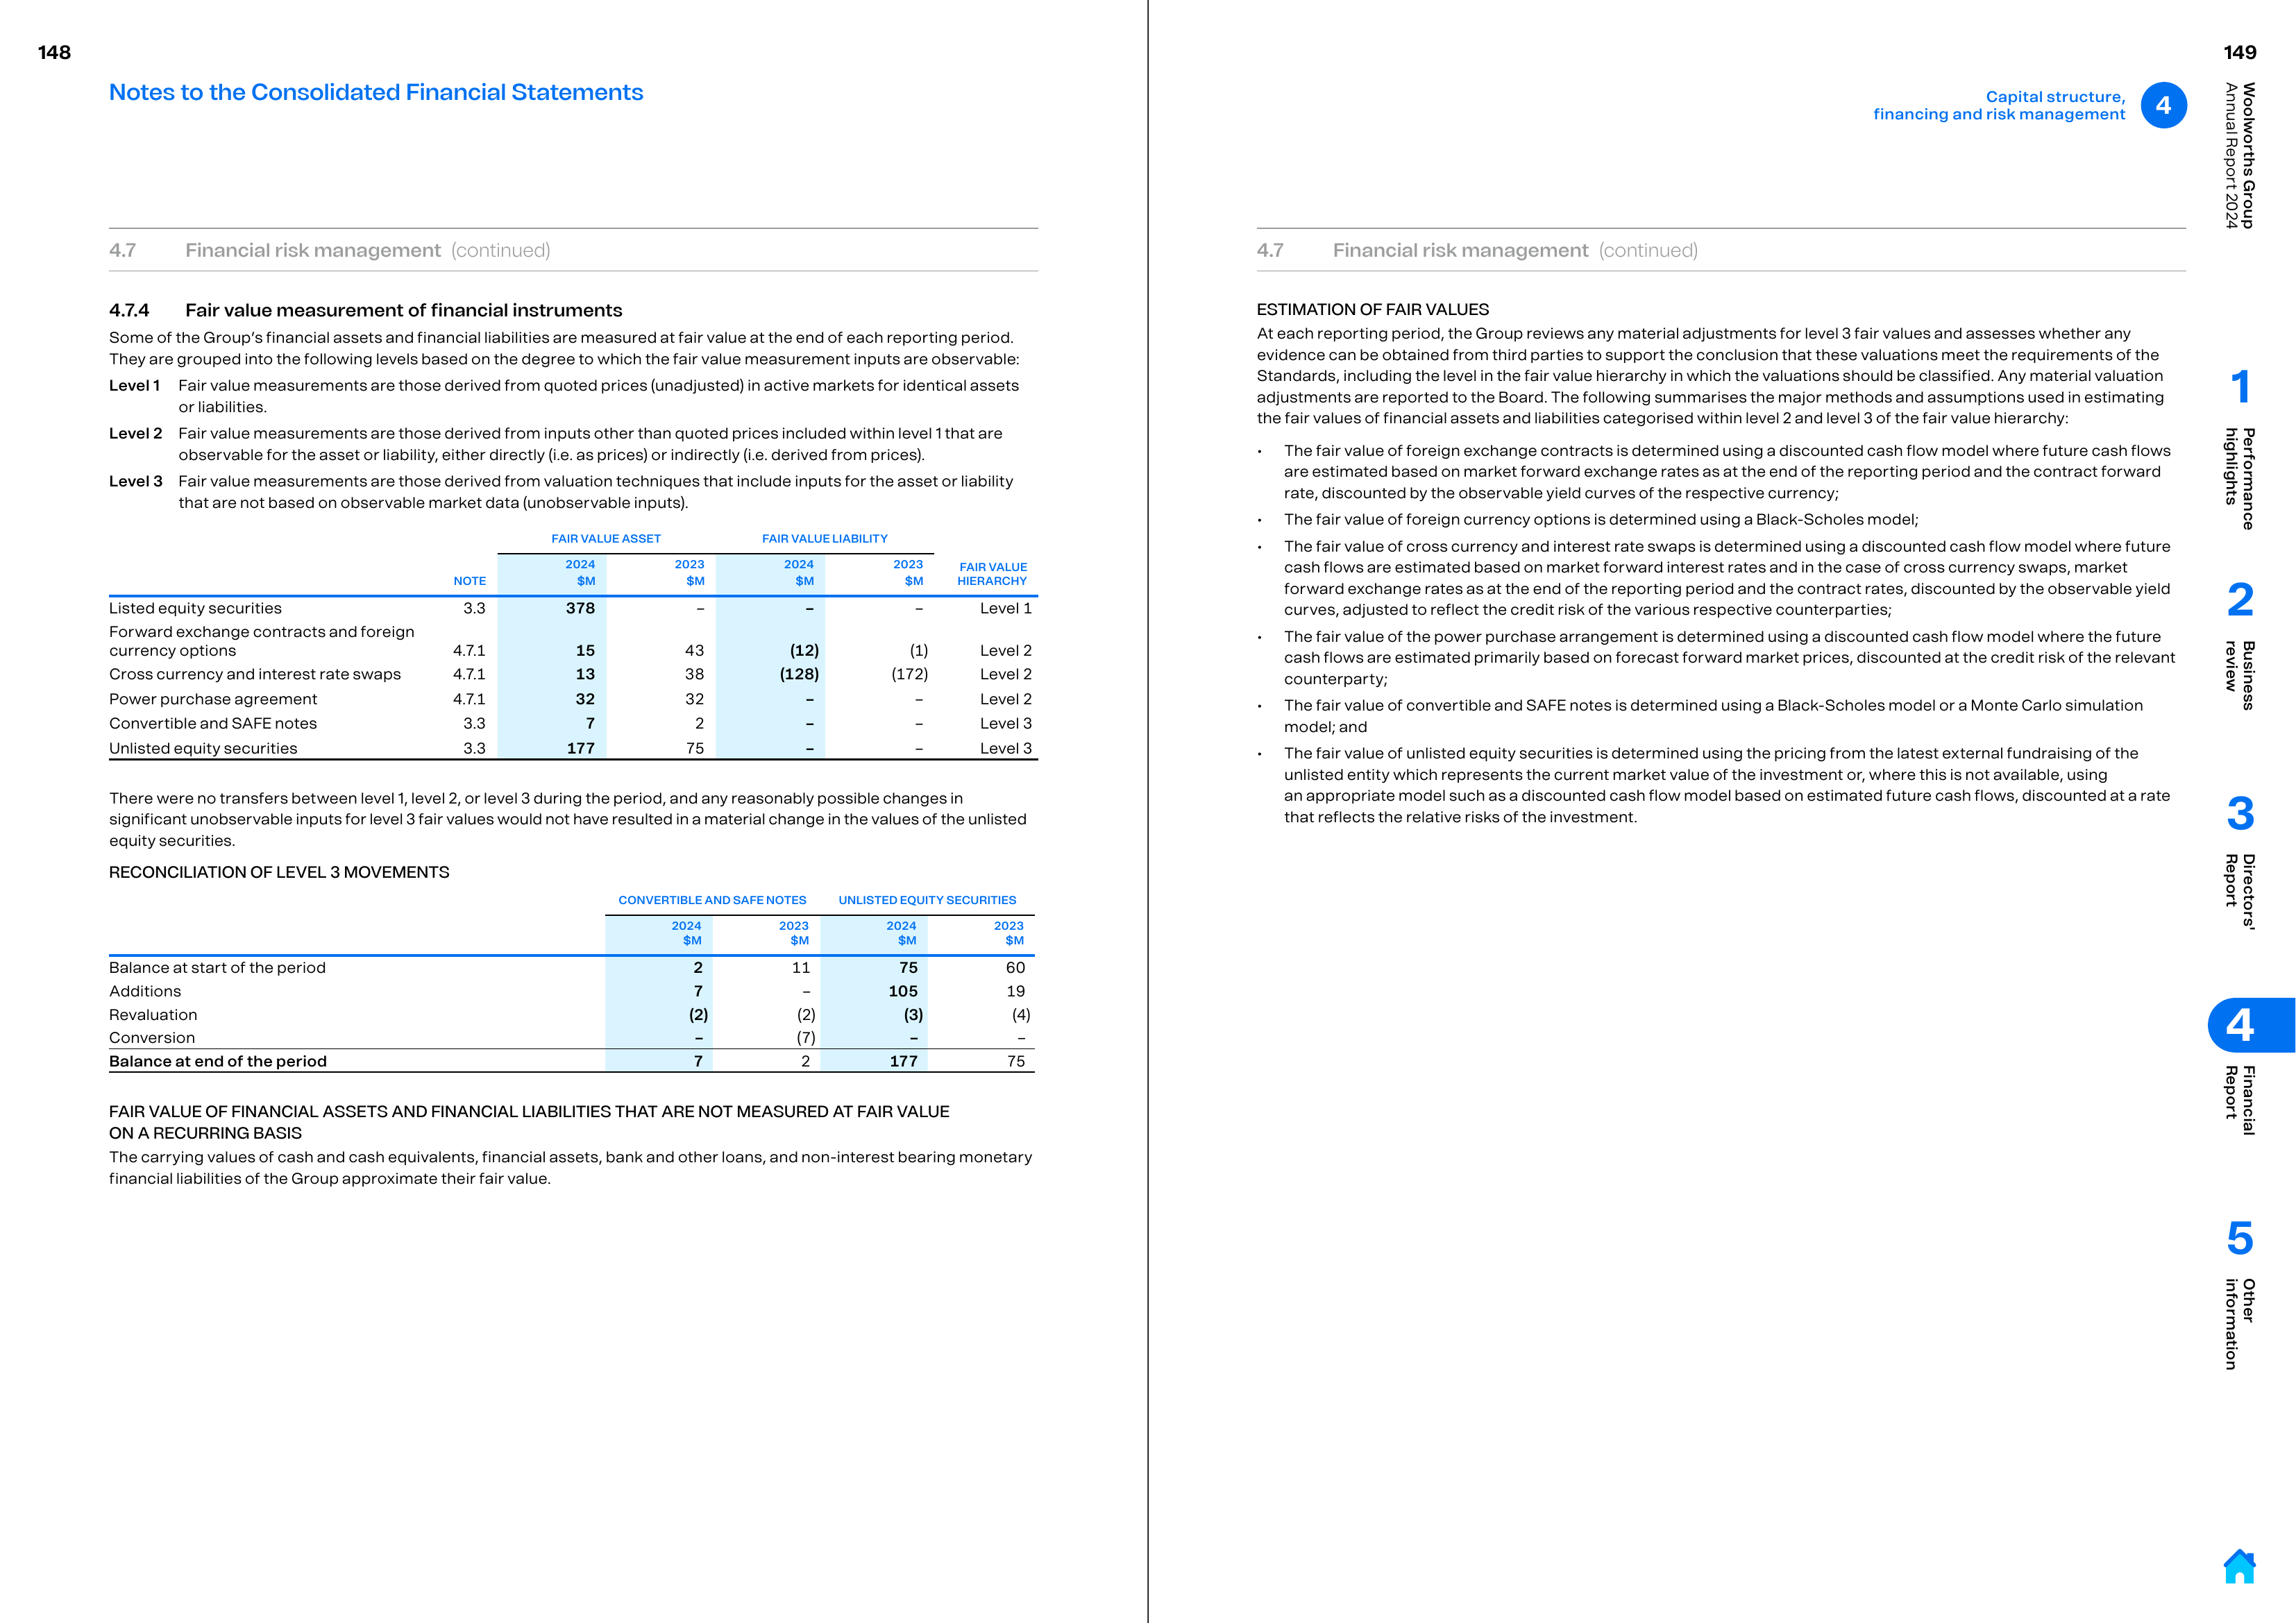 148
Notes to the Consolidated Financial Statements
4.7 Financial risk management (continued)
4.7.4 Fair value measurement of financial instruments
Some of the Group's financial assets and financial liabilities are measured at fair value at the end of each reporting period.
They are grouped into the following levels based on the degree to which the fair value measurement inputs are observable:
Level 1 Fair value measurements are those derived from quoted prices (unadjusted) in active markets for identical assets
or liabilities.
Level 2 Fair value measurements are those derived from inputs other than quoted prices included within level 1 that are
observable for the asset or liability, either directly (i.e. as prices) or indirectly (i.e. derived from prices).
Level 3 Fair value measurements are those derived from valuation techniques that include inputs for the asset or liability
that are not based on observable market data (unobservable inputs).
FAIR VALUE ASSET FAIR VALUE LIABILITY
2024 2023 2024 2023 FAIR VALUE
NOTE $M $M $M $M HIERARCHY
Listed equity securities 3.3 378 – – – Level 1
Forward exchange contracts and foreign
currency options 4.7.1 15 43 (12) (1) Level 2
Cross currency and interest rate swaps 4.7.1 13 38 (128) (172) Level 2
Power purchase agreement 4.7.1 32 32 – – Level 2
Convertible and SAFE notes 3.3 7 2 – – Level 3
Unlisted equity securities 3.3 177 75 – – Level 3
There were no transfers between level 1, level 2, or level 3 during the period, and any reasonably possible changes in
significant unobservable inputs for level 3 fair values would not have resulted in a material change in the values of the unlisted
equity securities.
RECONCILIATION OF LEVEL 3 MOVEMENTS
CONVERTIBLE AND SAFE NOTES UNLISTED EQUITY SECURITIES
2024 2023 2024 2023
$M $M $M $M
Balance at start of the period 2 11 75 60
Additions 7 – 105 19
Revaluation (2) (2) (3) (4)
Conversion – (7) – –
Balance at end of the period 7 2 177 75
FAIR VALUE OF FINANCIAL ASSETS AND FINANCIAL LIABILITIES THAT ARE NOT MEASURED AT FAIR VALUE
ON A RECURRING BASIS
The carrying values of cash and cash equivalents, financial assets, bank and other loans, and non-interest bearing monetary
financial liabilities of the Group approximate their fair value.
Capital structure,
financing and risk management 4
4.7 Financial risk management (continued)
ESTIMATION OF FAIR VALUES
At each reporting period, the Group reviews any material adjustments for level 3 fair values and assesses whether any
evidence can be obtained from third parties to support the conclusion that these valuations meet the requirements of the
Standards, including the level in the fair value hierarchy in which the valuations should be classified. Any material valuation
adjustments are reported to the Board. The following summarises the major methods and assumptions used in estimating
the fair values of financial assets and liabilities categorised within level 2 and level 3 of the fair value hierarchy:
• The fair value of foreign exchange contracts is determined using a discounted cash flow model where future cash flows
are estimated based on market forward exchange rates as at the end of the reporting period and the contract forward
rate, discounted by the observable yield curves of the respective currency;
• The fair value of foreign currency options is determined using a Black-Scholes model;
• The fair value of cross currency and interest rate swaps is determined using a discounted cash flow model where future
cash flows are estimated based on market forward interest rates and in the case of cross currency swaps, market
forward exchange rates as at the end of the reporting period and the contract rates, discounted by the observable yield
curves, adjusted to reflect the credit risk of the various respective counterparties;
• The fair value of the power purchase arrangement is determined using a discounted cash flow model where the future
cash flows are estimated primarily based on forecast forward market prices, discounted at the credit risk of the relevant
counterparty;
• The fair value of convertible and SAFE notes is determined using a Black-Scholes model or a Monte Carlo simulation
model; and
• The fair value of unlisted equity securities is determined using the pricing from the latest external fundraising of the
unlisted entity which represents the current market value of the investment or, where this is not available, using
an appropriate model such as a discounted cash flow model based on estimated future cash flows, discounted at a rate
that reflects the relative risks of the investment.
149
Woolworths Group
Annual Report 2024
1
Performance
highlights
2
Business
review
3
Directors'
Report
4
Financial
Report
5
Other
information